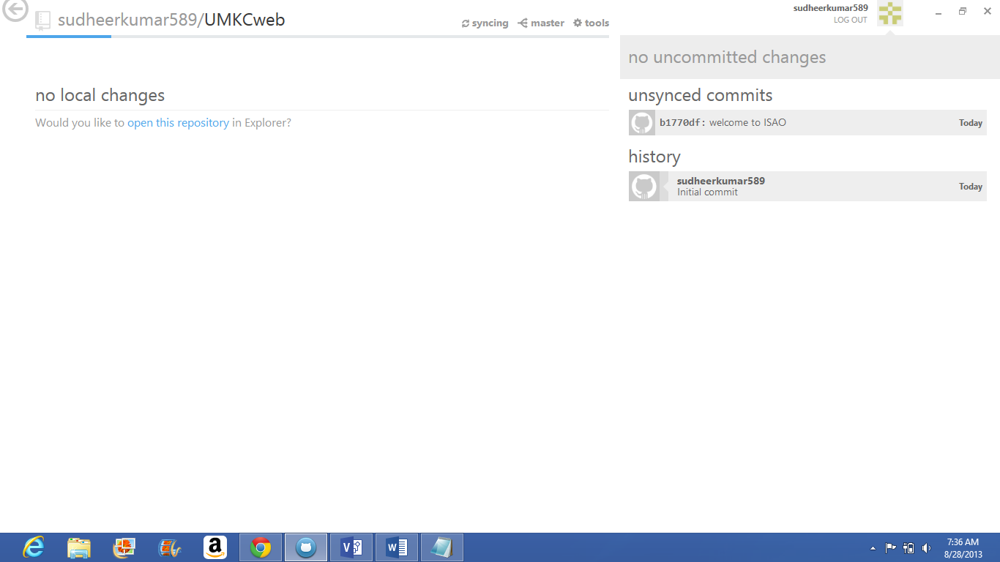 sudheerkumar589/UMKCweb
syncing master tools
sudheerkumar589
LOG OUT
no local changes
Would you like to open this repository in Explorer?
no uncommitted changes
unsynced commits
b1770df: welcome to ISAO Today
history
sudheerkumar589
Initial commit
Today
7:36 AM
8/28/2013